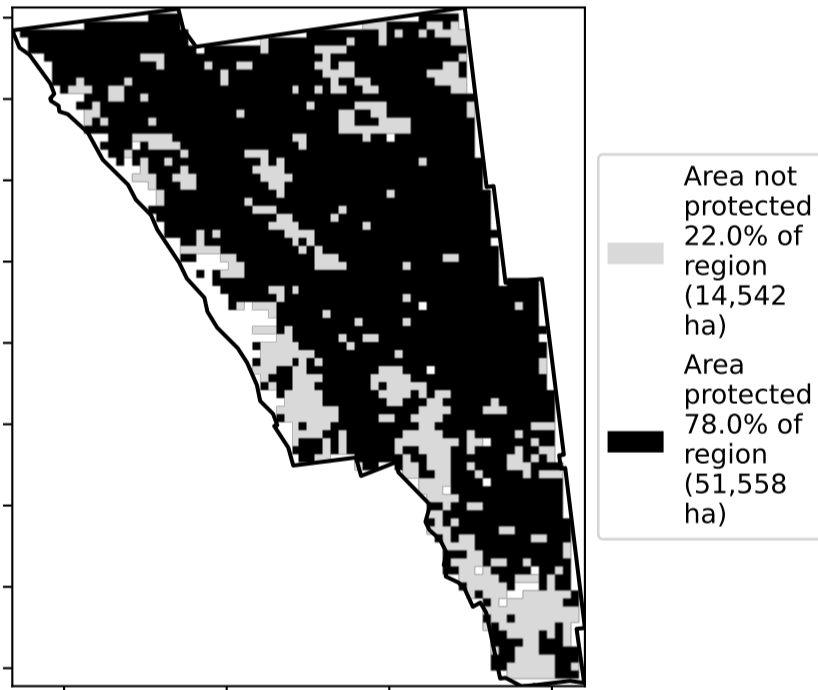 Area not
protected
22.0% of
region
(14,542
ha)
Area
protected
78.0% of
region
(51,558
ha)